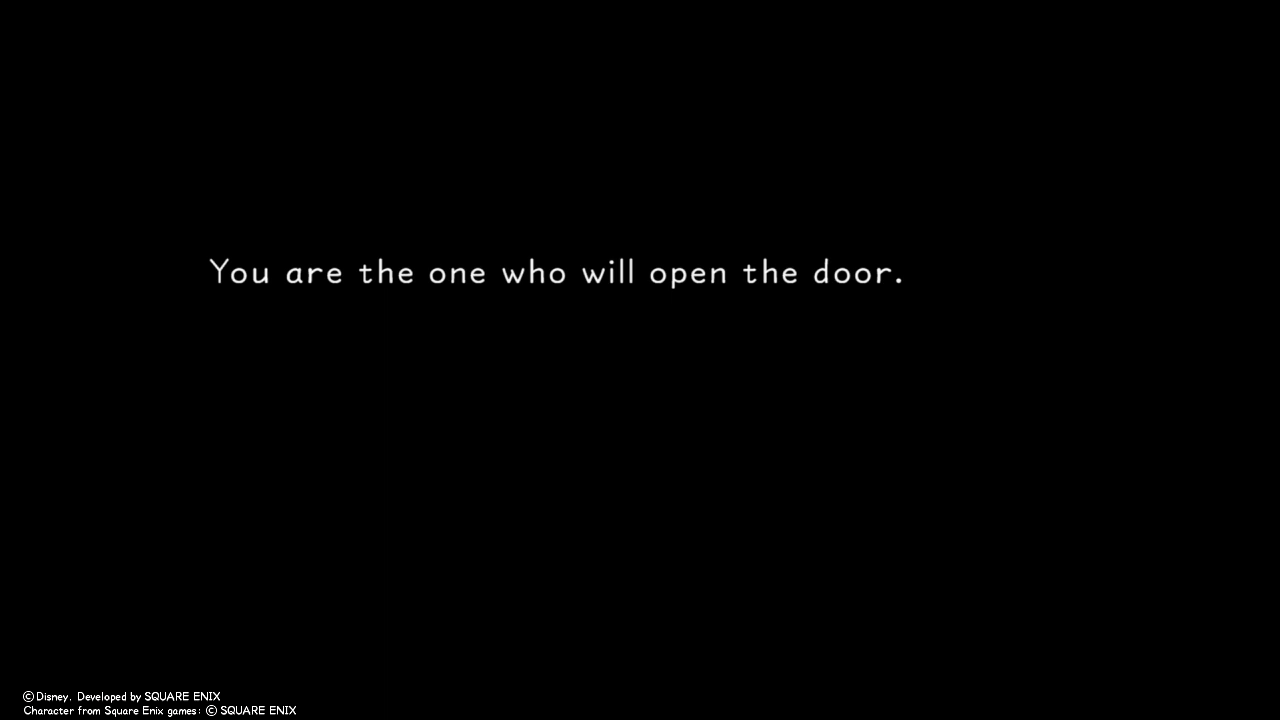 You are the one who will open the door.
©Disney. Developed by SQUARE ENIX
Character from Square Enix games: © SQUARE ENIX